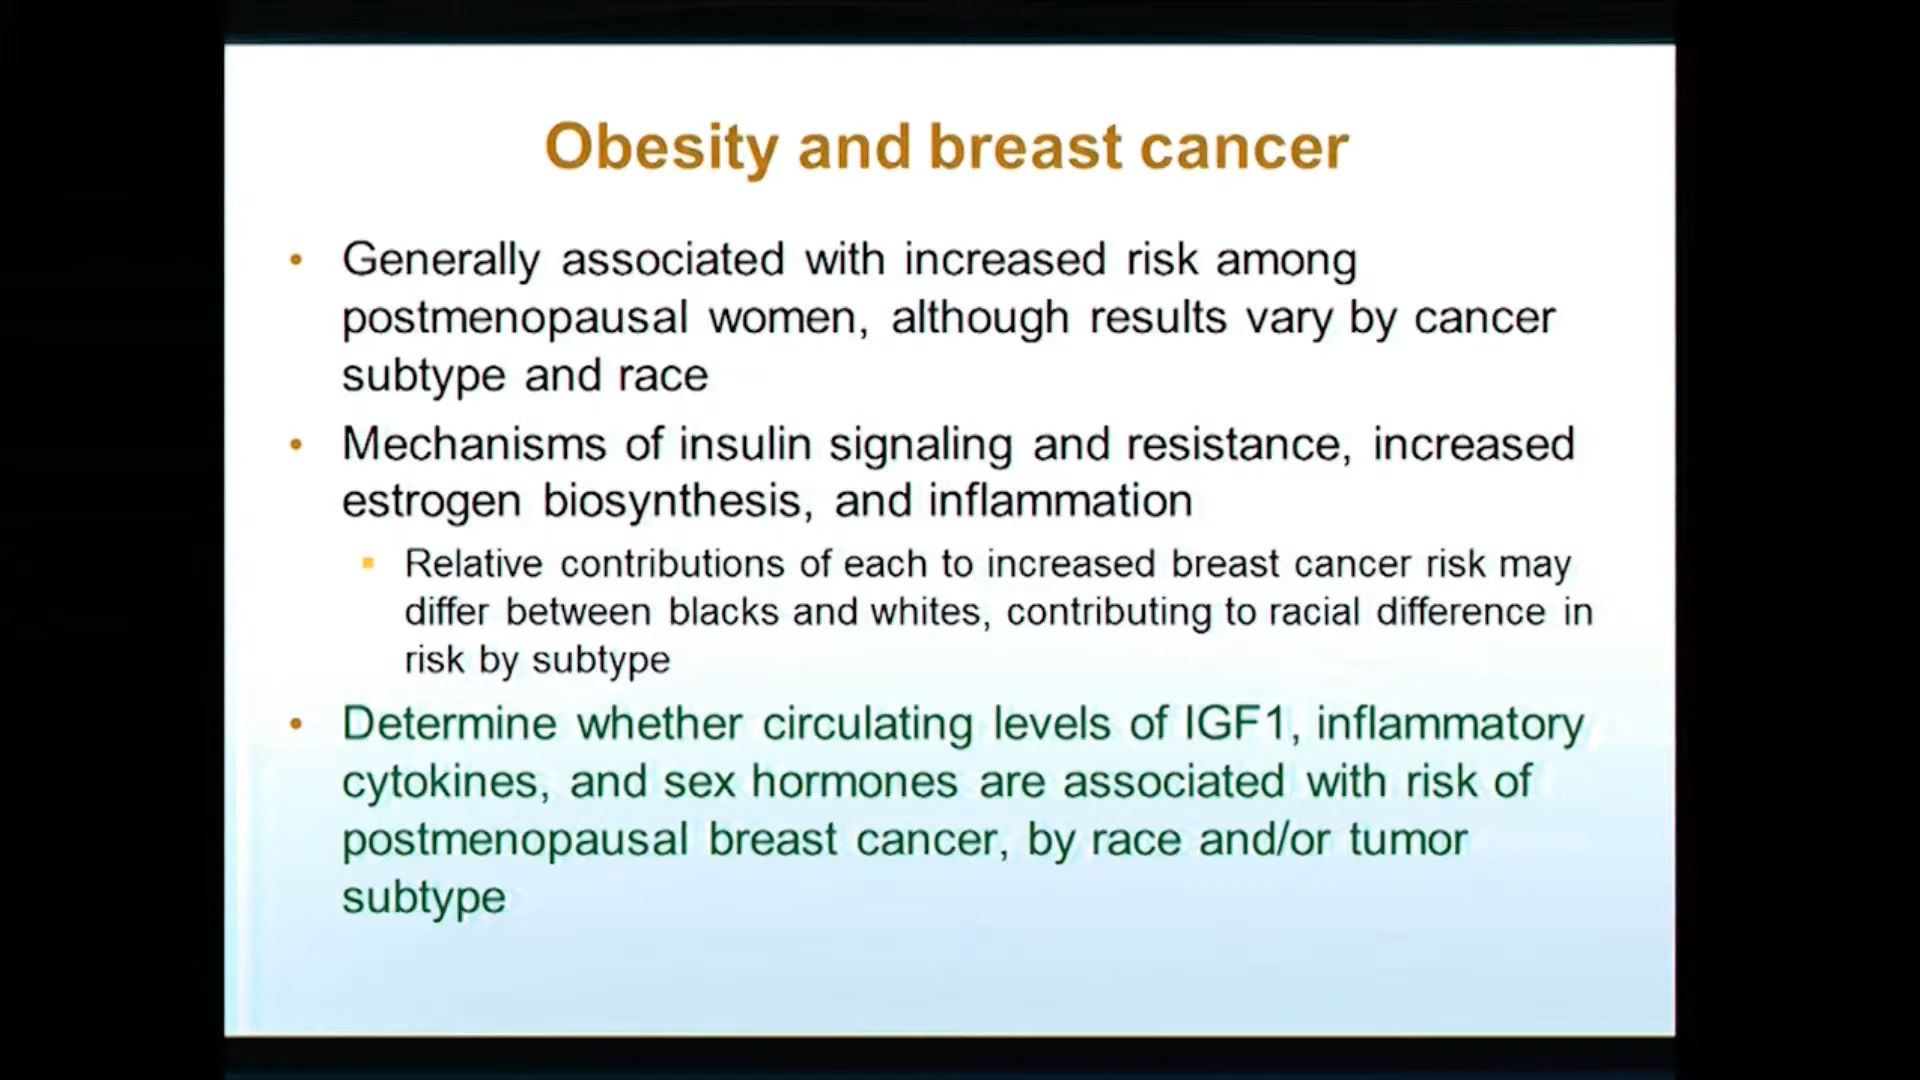 Obesity and breast cancer
• Generally associated with increased risk among
postmenopausal women, although results vary by cancer
subtype and race
• Mechanisms of insulin signaling and resistance, increased
estrogen biosynthesis, and inflammation
▪ Relative contributions of each to increased breast cancer risk may
differ between blacks and whites, contributing to racial difference in
risk by subtype
• Determine whether circulating levels of IGF1, inflammatory
cytokines, and sex hormones are associated with risk of
postmenopausal breast cancer, by race and/or tumor
subtype